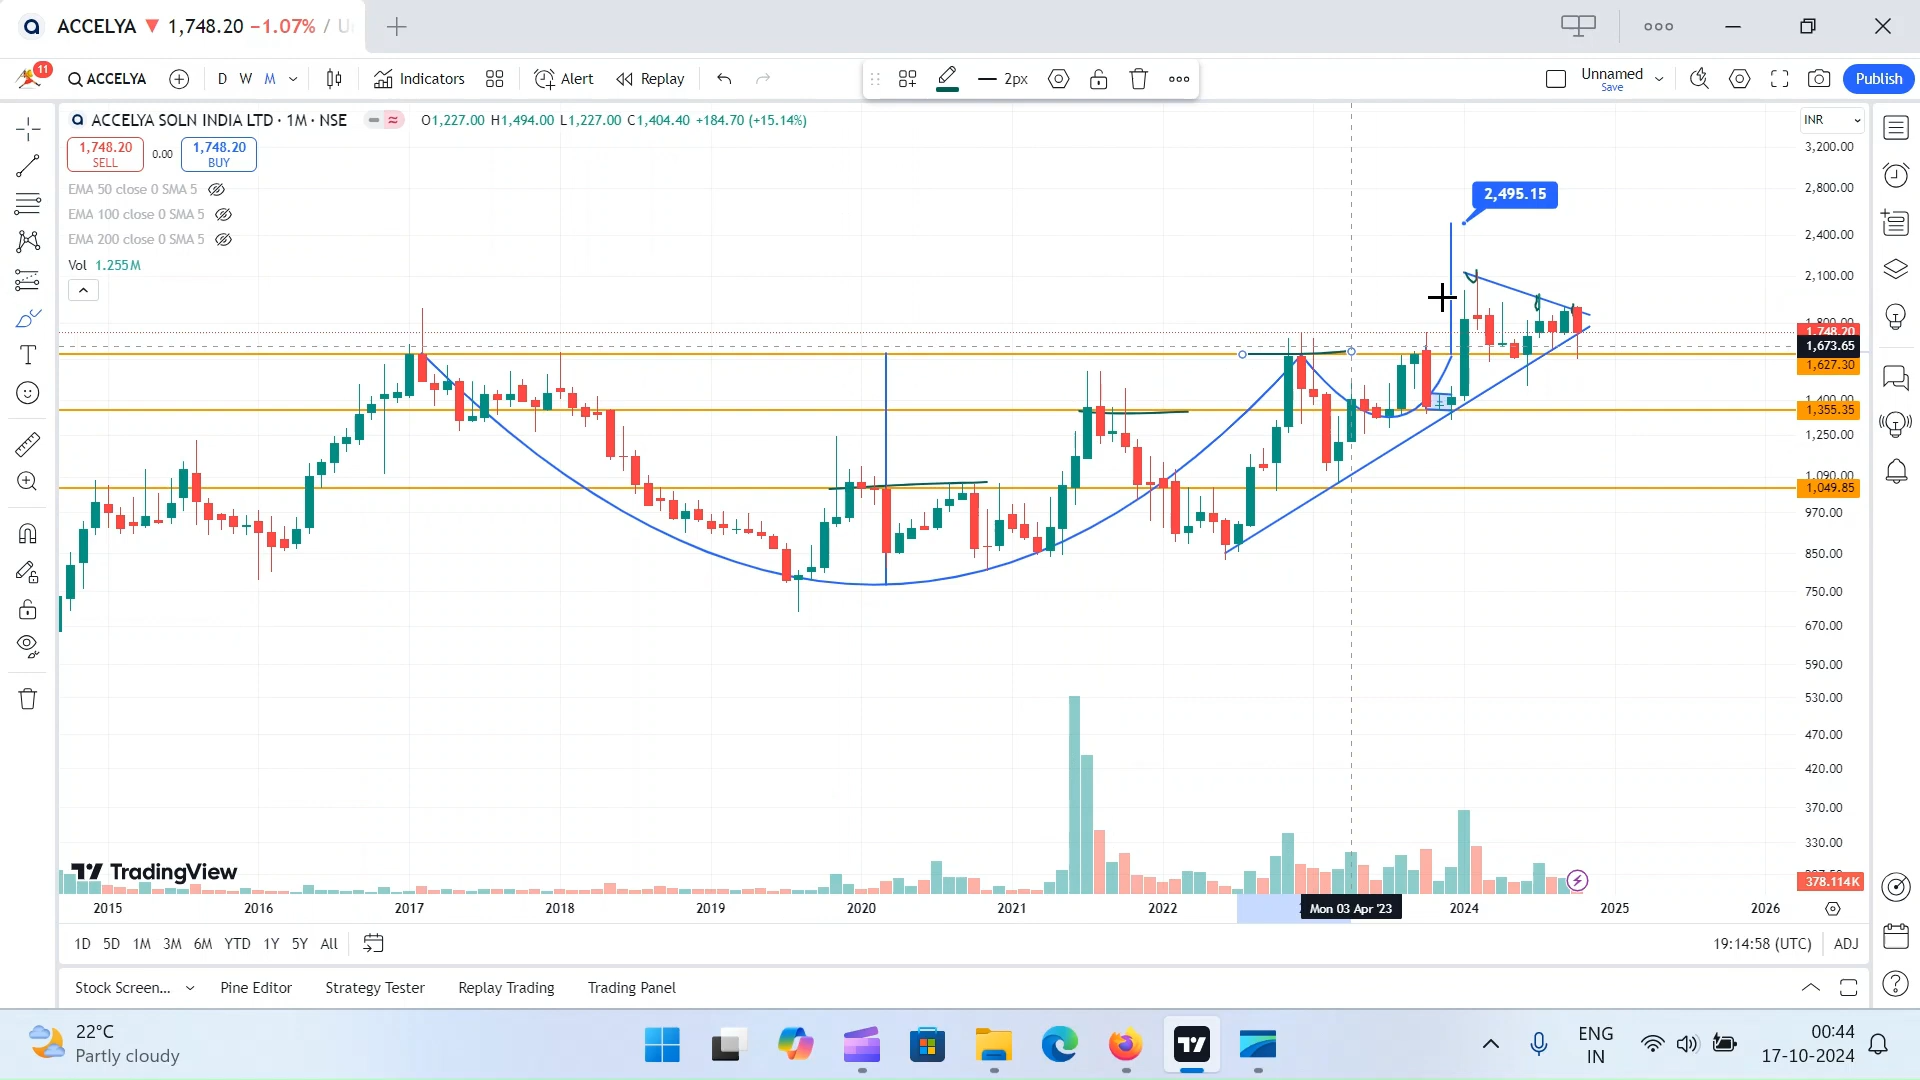 ACCELYA ▼ 1,748.20 −1.07% / U
11 ACCELYA D W M Indicators Alert Replay 2px Unnamed Save Publish
ACCELYA SOLN INDIA LTD · 1M · NSE O1,227.00 H1,494.00 L1,227.00 C1,404.40 +184.70 (+15.14%) INR
1,748.20 SELL 0.00 1,748.20 BUY
EMA 50 close 0 SMA 5
EMA 100 close 0 SMA 5
EMA 200 close 0 SMA 5
Vol 1.255M
2,495.15
3,200.00
2,800.00
2,400.00
2,100.00
1,748.20
1,673.65
1,627.30
1,400.00
1,355.35
1,250.00
1,090.00
1,049.85
970.00
850.00
750.00
670.00
590.00
530.00
470.00
420.00
370.00
330.00
378.114K
TradingView
2015 2016 2017 2018 2019 2020 2021 2022 Mon 03 Apr '23 2024 2025 2026
1D 5D 1M 3M 6M YTD 1Y 5Y All 19:14:58 (UTC) ADJ
Stock Screen... Pine Editor Strategy Tester Replay Trading Trading Panel
22°C
Partly cloudy
ENG
IN
00:44
17-10-2024